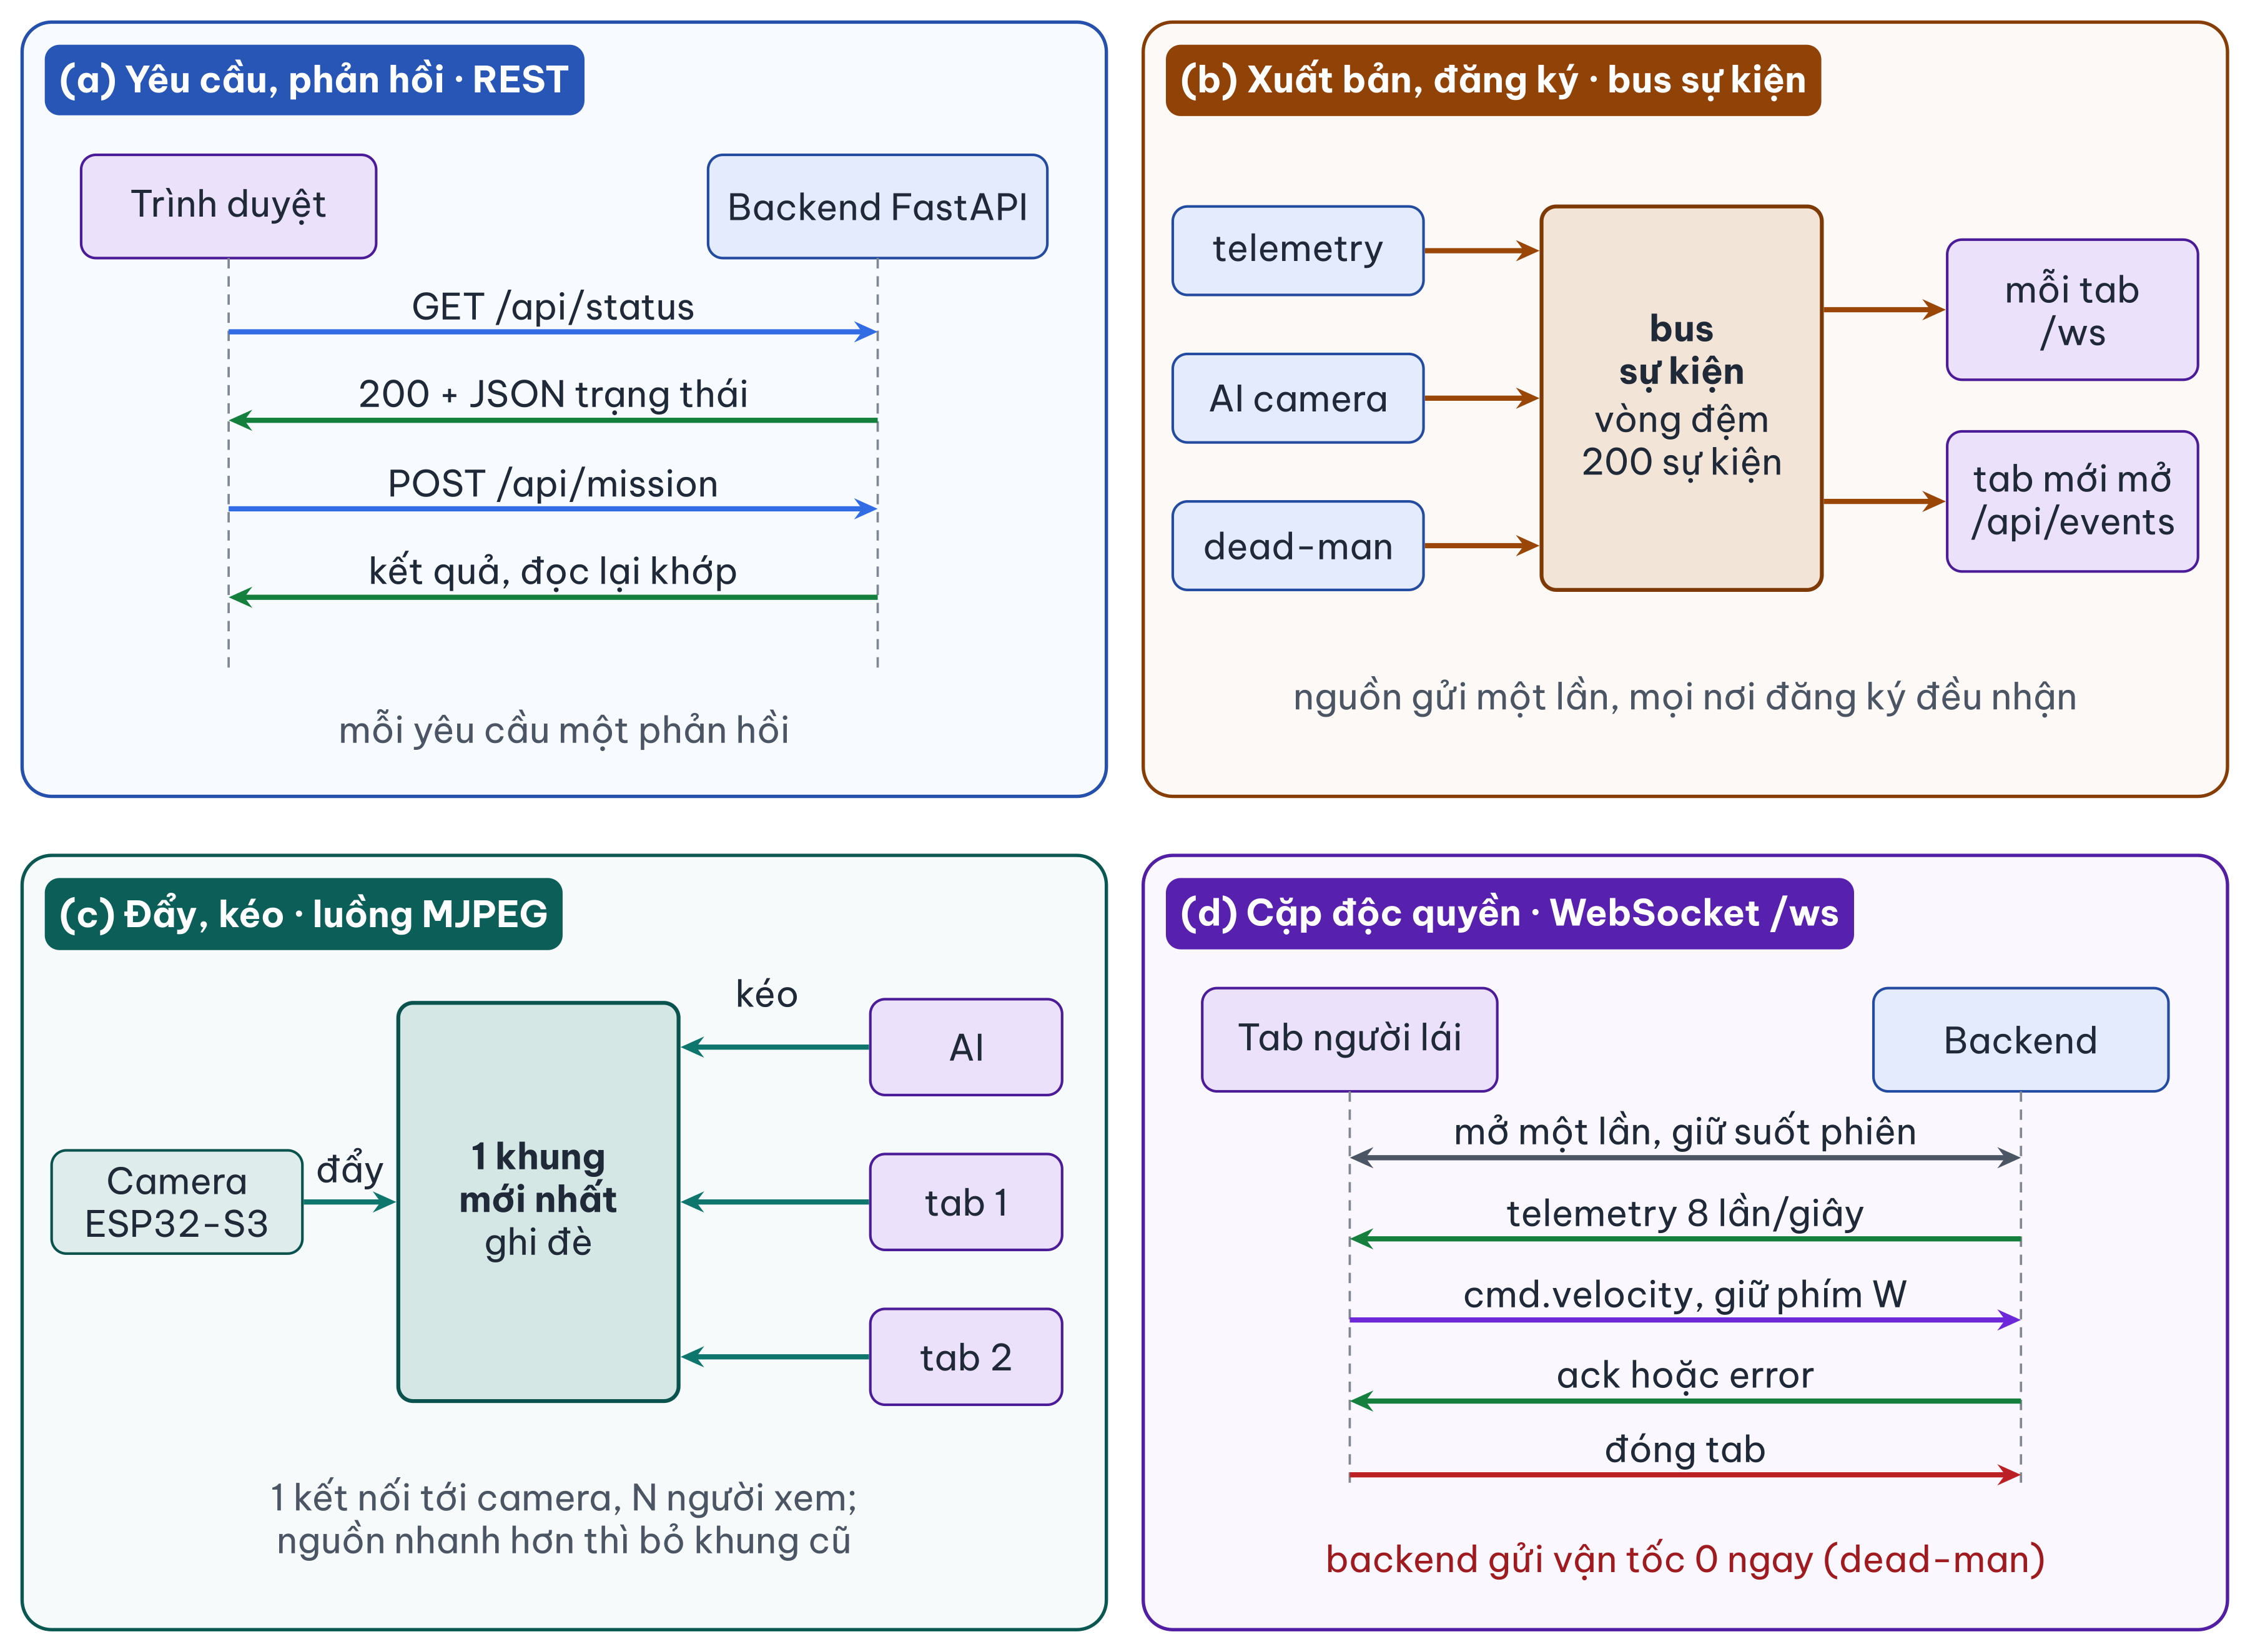 (a) Yêu cầu, phản hồi · REST
Trình duyệt
Backend FastAPI
GET /api/status
200 + JSON trạng thái
POST /api/mission
kết quả, đọc lại khớp
mỗi yêu cầu một phản hồi
(b) Xuất bản, đăng ký · bus sự kiện
telemetry
AI camera
dead-man
bus
sự kiện
vòng đệm
200 sự kiện
mỗi tab
/ws
tab mới mở
/api/events
nguồn gửi một lần, mọi nơi đăng ký đều nhận
(c) Đẩy, kéo · luồng MJPEG
Camera
ESP32-S3
đẩy
1 khung
mới nhất
ghi đè
kéo
AI
tab 1
tab 2
1 kết nối tới camera, N người xem;
nguồn nhanh hơn thì bỏ khung cũ
(d) Cặp độc quyền · WebSocket /ws
Tab người lái
Backend
mở một lần, giữ suốt phiên
telemetry 8 lần/giây
cmd.velocity, giữ phím W
ack hoặc error
đóng tab
backend gửi vận tốc 0 ngay (dead-man)